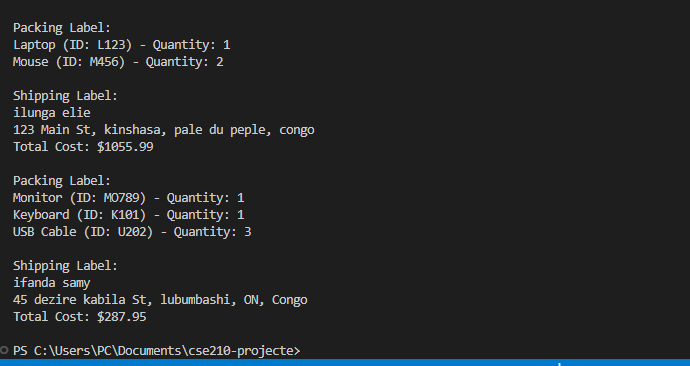 Packing Label:
Laptop (ID: L123) - Quantity: 1
Mouse (ID: M456) - Quantity: 2
Shipping Label:
ilunga elie
123 Main St, kinshasa, pale du peple, congo
Total Cost: $1055.99
Packing Label:
Monitor (ID: MO789) - Quantity: 1
Keyboard (ID: K101) - Quantity: 1
USB Cable (ID: U202) - Quantity: 3
Shipping Label:
ifanda samy
45 dezire kabila St, lubumbashi, ON, Congo
Total Cost: $287.95
PS C:\Users\PC\Documents\cse210-projecte>